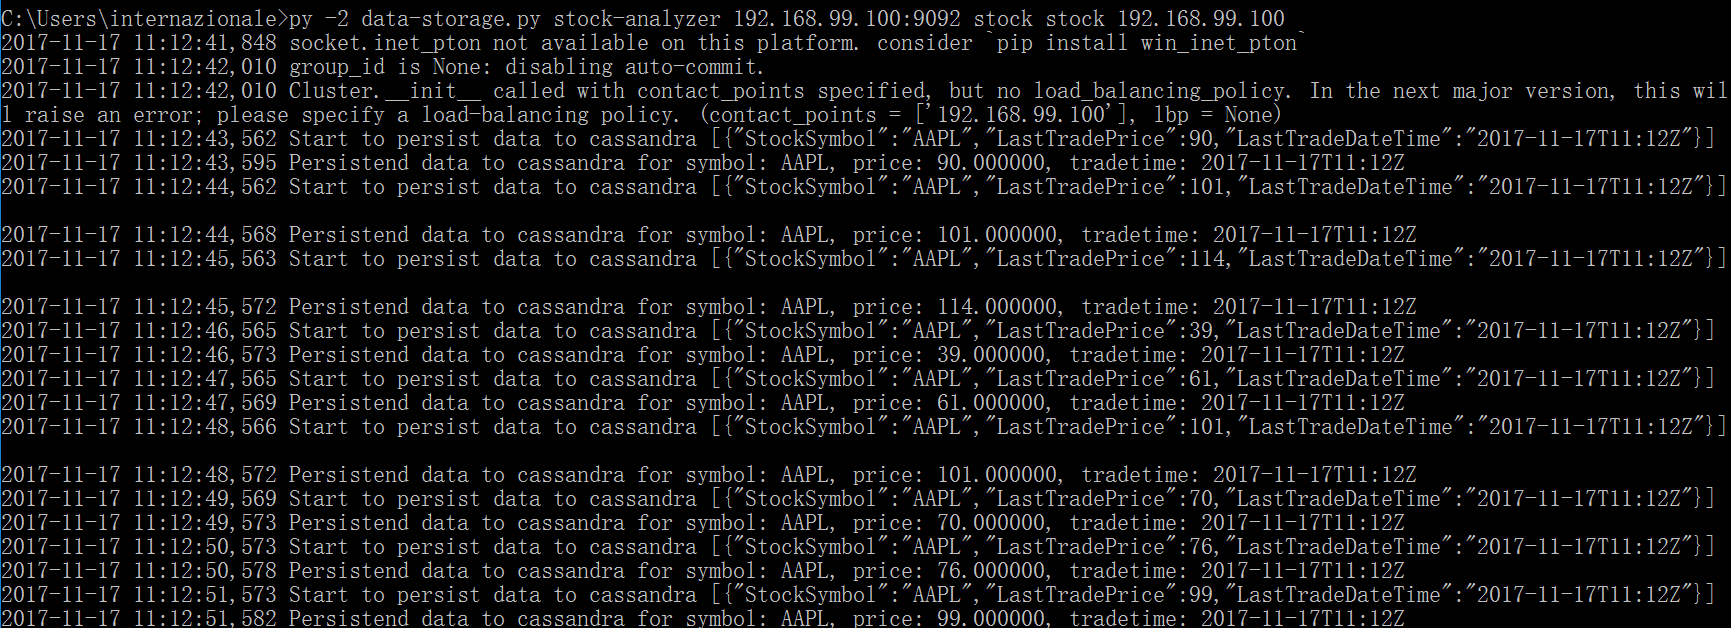 C:\Users\internazionale>py -2 data-storage.py stock-analyzer 192.168.99.100:9092 stock stock 192.168.99.100
2017-11-17 11:12:41,848 socket.inet_pton not available on this platform. consider `pip install win_inet_pton`
2017-11-17 11:12:42,010 group_id is None: disabling auto-commit.
2017-11-17 11:12:42,010 Cluster.__init__ called with contact_points specified, but no load_balancing_policy. In the next major version, this wil
l raise an error; please specify a load-balancing policy. (contact_points = ['192.168.99.100'], lbp = None)
2017-11-17 11:12:43,562 Start to persist data to cassandra [{"StockSymbol":"AAPL","LastTradePrice":90,"LastTradeDateTime":"2017-11-17T11:12Z"}]
2017-11-17 11:12:43,595 Persistend data to cassandra for symbol: AAPL, price: 90.000000, tradetime: 2017-11-17T11:12Z
2017-11-17 11:12:44,562 Start to persist data to cassandra [{"StockSymbol":"AAPL","LastTradePrice":101,"LastTradeDateTime":"2017-11-17T11:12Z"}]
2017-11-17 11:12:44,568 Persistend data to cassandra for symbol: AAPL, price: 101.000000, tradetime: 2017-11-17T11:12Z
2017-11-17 11:12:45,563 Start to persist data to cassandra [{"StockSymbol":"AAPL","LastTradePrice":114,"LastTradeDateTime":"2017-11-17T11:12Z"}]
2017-11-17 11:12:45,572 Persistend data to cassandra for symbol: AAPL, price: 114.000000, tradetime: 2017-11-17T11:12Z
2017-11-17 11:12:46,565 Start to persist data to cassandra [{"StockSymbol":"AAPL","LastTradePrice":39,"LastTradeDateTime":"2017-11-17T11:12Z"}]
2017-11-17 11:12:46,573 Persistend data to cassandra for symbol: AAPL, price: 39.000000, tradetime: 2017-11-17T11:12Z
2017-11-17 11:12:47,565 Start to persist data to cassandra [{"StockSymbol":"AAPL","LastTradePrice":61,"LastTradeDateTime":"2017-11-17T11:12Z"}]
2017-11-17 11:12:47,569 Persistend data to cassandra for symbol: AAPL, price: 61.000000, tradetime: 2017-11-17T11:12Z
2017-11-17 11:12:48,566 Start to persist data to cassandra [{"StockSymbol":"AAPL","LastTradePrice":101,"LastTradeDateTime":"2017-11-17T11:12Z"}]
2017-11-17 11:12:48,572 Persistend data to cassandra for symbol: AAPL, price: 101.000000, tradetime: 2017-11-17T11:12Z
2017-11-17 11:12:49,569 Start to persist data to cassandra [{"StockSymbol":"AAPL","LastTradePrice":70,"LastTradeDateTime":"2017-11-17T11:12Z"}]
2017-11-17 11:12:49,573 Persistend data to cassandra for symbol: AAPL, price: 70.000000, tradetime: 2017-11-17T11:12Z
2017-11-17 11:12:50,573 Start to persist data to cassandra [{"StockSymbol":"AAPL","LastTradePrice":76,"LastTradeDateTime":"2017-11-17T11:12Z"}]
2017-11-17 11:12:50,578 Persistend data to cassandra for symbol: AAPL, price: 76.000000, tradetime: 2017-11-17T11:12Z
2017-11-17 11:12:51,573 Start to persist data to cassandra [{"StockSymbol":"AAPL","LastTradePrice":99,"LastTradeDateTime":"2017-11-17T11:12Z"}]
2017-11-17 11:12:51,582 Persistend data to cassandra for symbol: AAPL, price: 99.000000, tradetime: 2017-11-17T11:12Z